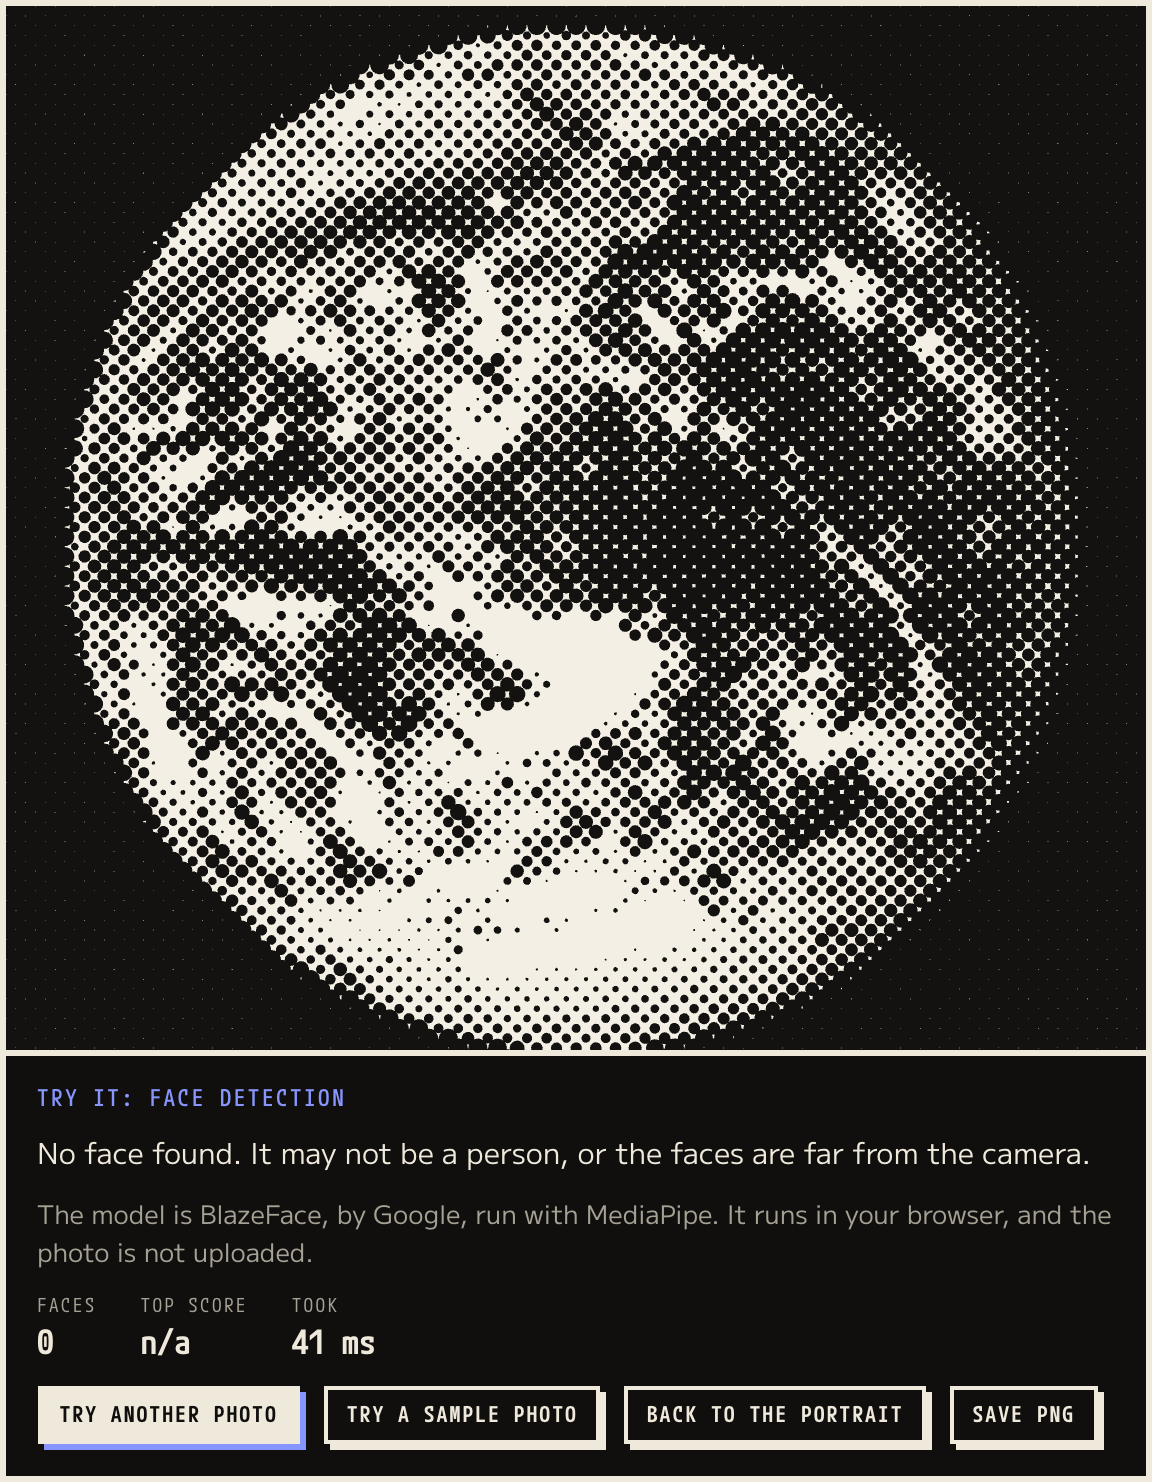 TRY IT: FACE DETECTION
No face found. It may not be a person, or the faces are far from the camera.
The model is BlazeFace, by Google, run with MediaPipe. It runs in your browser, and the
photo is not uploaded.
FACES TOP SCORE TOOK
0 n/a 41 ms
TRY ANOTHER PHOTO TRY A SAMPLE PHOTO BACK TO THE PORTRAIT SAVE PNG